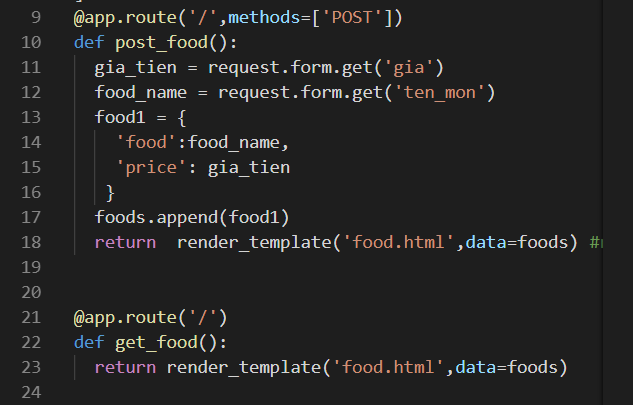 9 @app.route('/',methods=['POST'])
10 def post_food():
11 gia_tien = request.form.get('gia')
12 food_name = request.form.get('ten_mon')
13 food1 = {
14 'food':food_name,
15 'price': gia_tien
16 }
17 foods.append(food1)
18 return  render_template('food.html',data=foods) #
19
20
21 @app.route('/')
22 def get_food():
23 return render_template('food.html',data=foods)
24